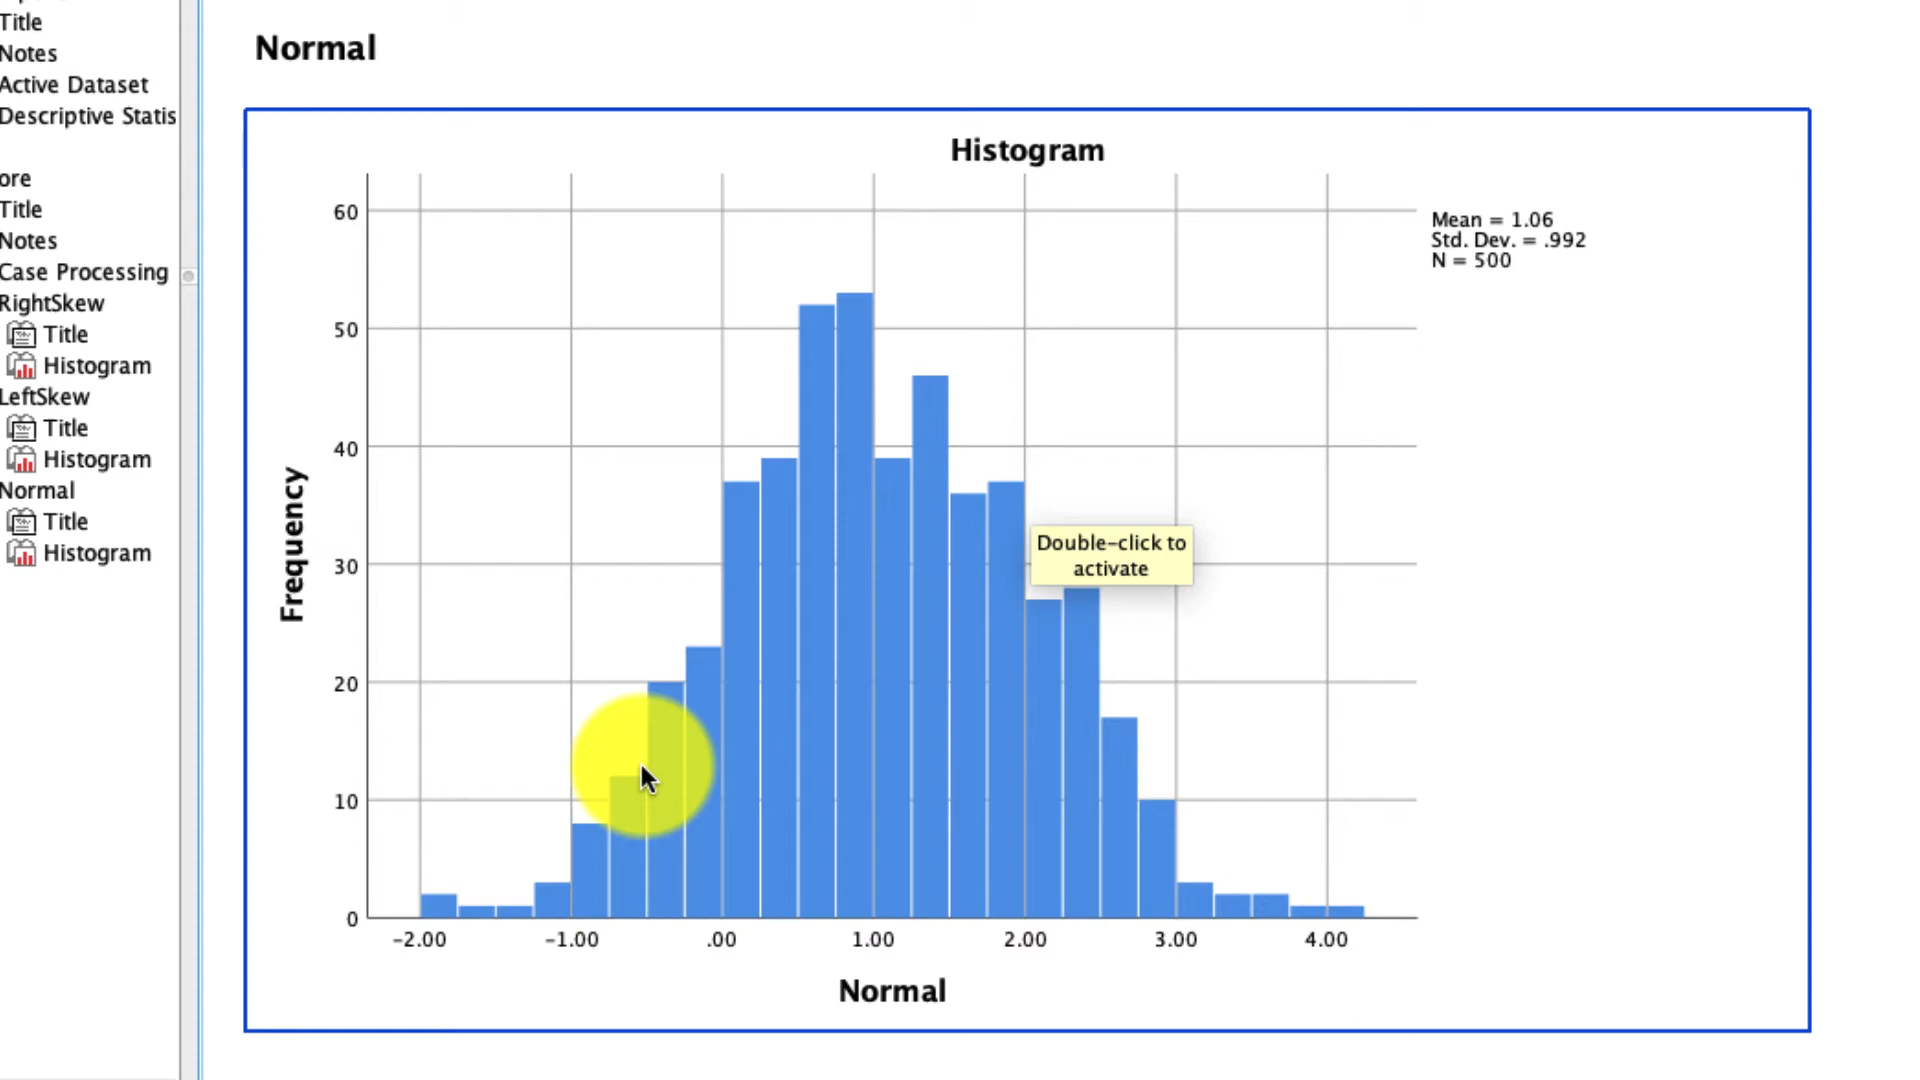 Title
Notes
Active Dataset
Descriptive Statis
ore
Title
Notes
Case Processing
RightSkew
Title
Histogram
LeftSkew
Title
Histogram
Normal
Title
Histogram
Normal
Histogram
Mean = 1.06
Std. Dev. = .992
N = 500
Frequency
60
50
40
30
20
10
0
Double-click to
activate
-2.00 -1.00 .00 1.00 2.00 3.00 4.00
Normal